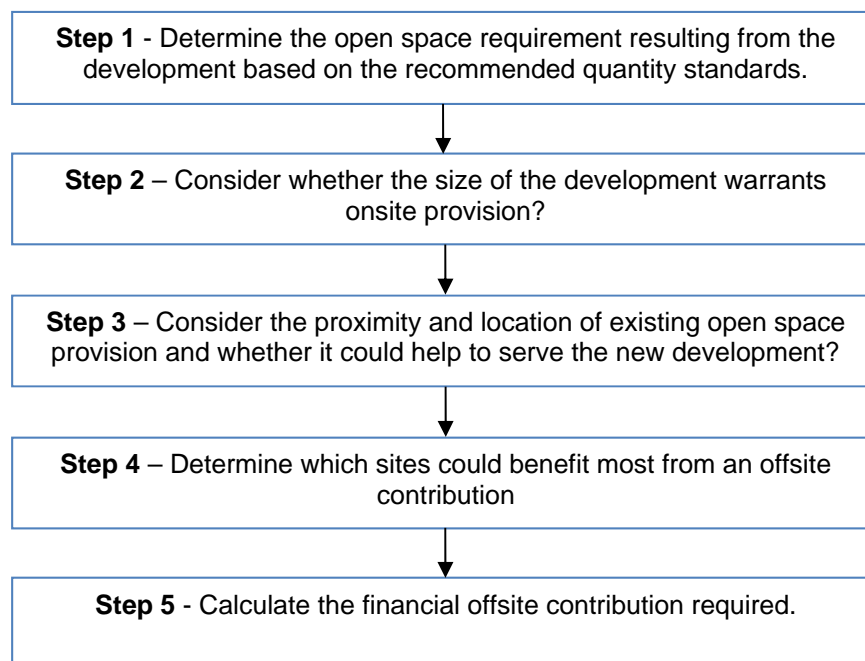 Step 1 - Determine the open space requirement resulting from the
development based on the recommended quantity standards.
Step 2 – Consider whether the size of the development warrants
onsite provision?
Step 3 – Consider the proximity and location of existing open space
provision and whether it could help to serve the new development?
Step 4 – Determine which sites could benefit most from an offsite
contribution
Step 5 - Calculate the financial offsite contribution required.